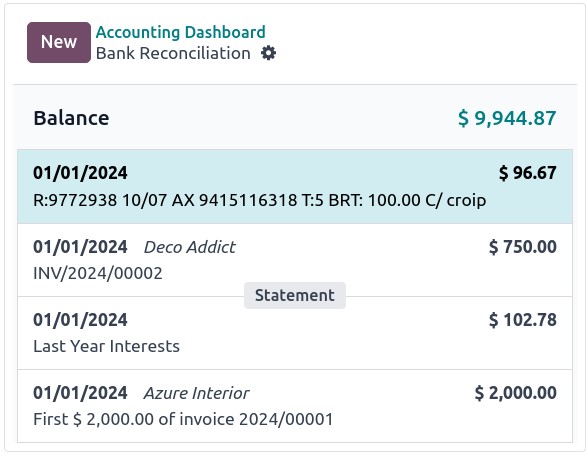 New
Accounting Dashboard
Bank Reconciliation
Balance $ 9,944.87
01/01/2024 $ 96.67
R:9772938 10/07 AX 9415116318 T:5 BRT: 100.00 C/ croip
01/01/2024 Deco Addict $ 750.00
INV/2024/00002
Statement
01/01/2024 $ 102.78
Last Year Interests
01/01/2024 Azure Interior $ 2,000.00
First $ 2,000.00 of invoice 2024/00001